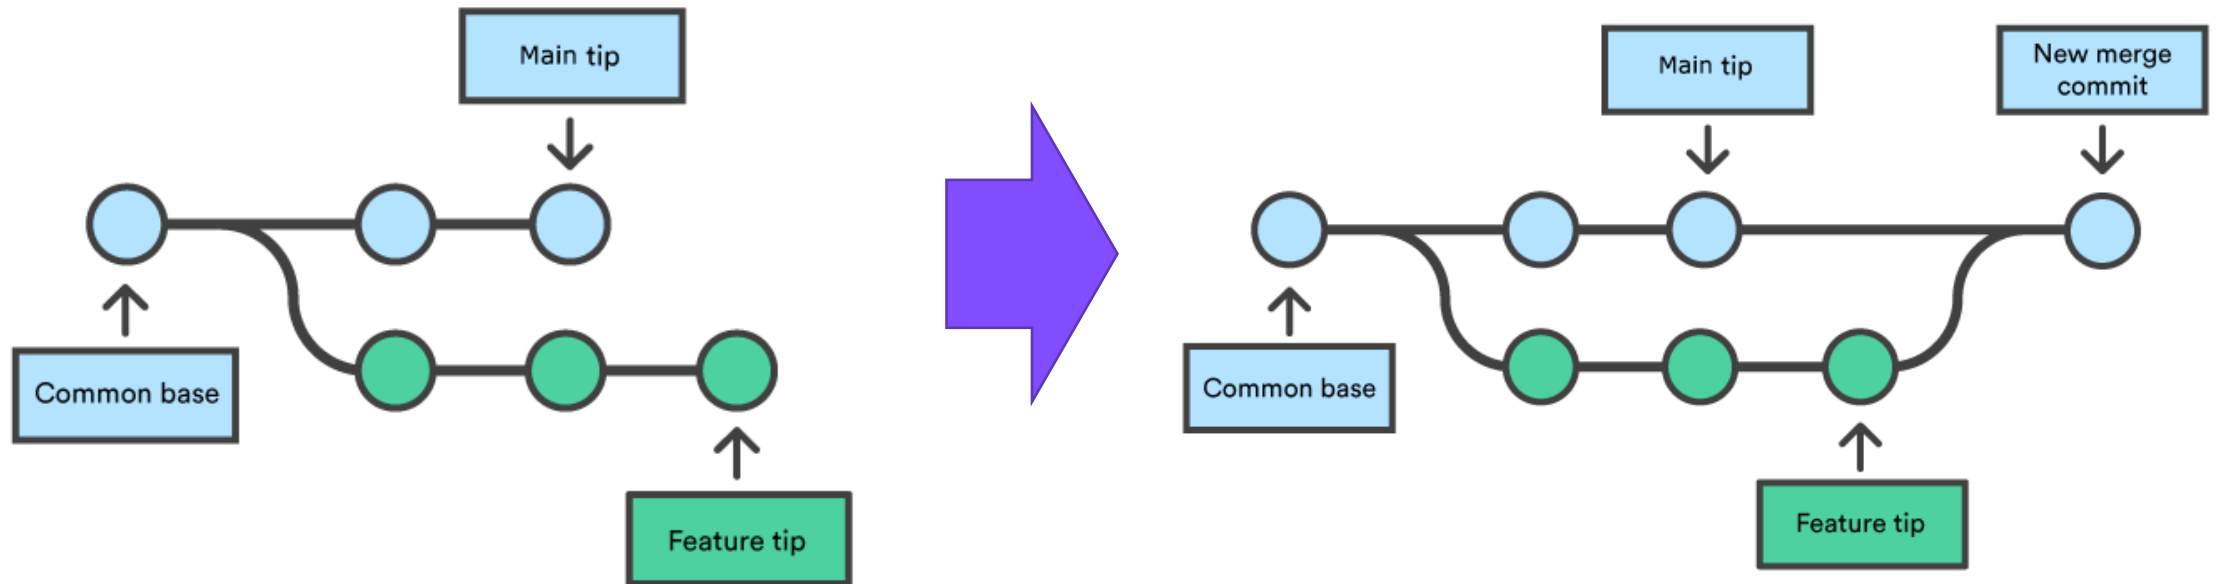 Main tip
Common base
Feature tip
Main tip
New merge
commit
Common base
Feature tip